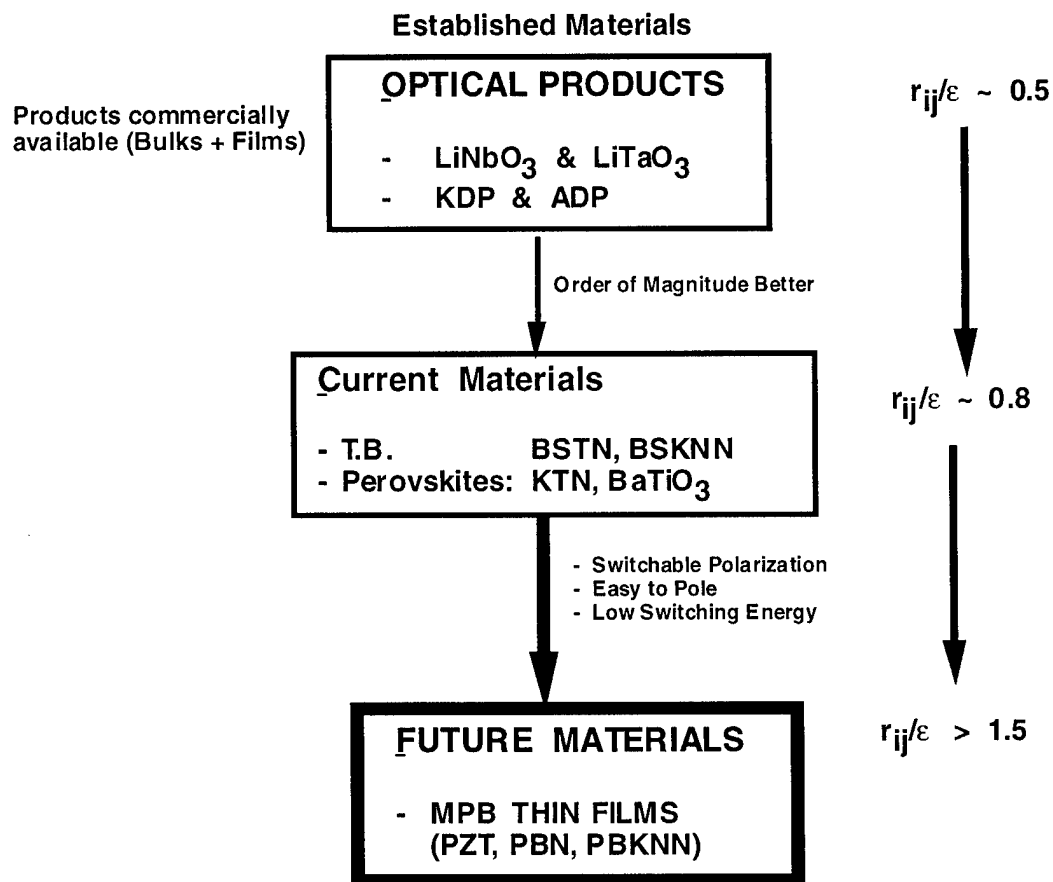 Established Materials
OPTICAL PRODUCTS
Products commercially
available (Bulks + Films)
- LiNbO3 & LiTaO3
- KDP & ADP
rij/ε ~ 0.5
Order of Magnitude Better
Current Materials
- T.B. BSTN, BSKNN
- Perovskites: KTN, BaTiO3
rij/ε ~ 0.8
- Switchable Polarization
- Easy to Pole
- Low Switching Energy
FUTURE MATERIALS
- MPB THIN FILMS
(PZT, PBN, PBKNN)
rij/ε > 1.5